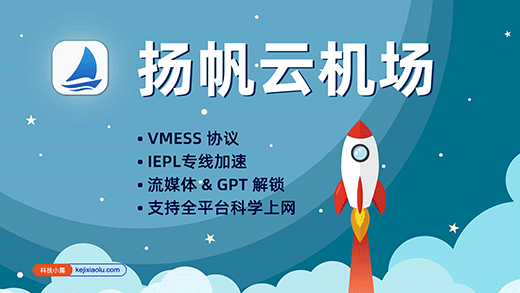 扬帆云机场
• VMESS 协议
• IEPL专线加速
• 流媒体 & GPT 解锁
• 支持全平台科学上网
科技小露 kejixiaolu.com